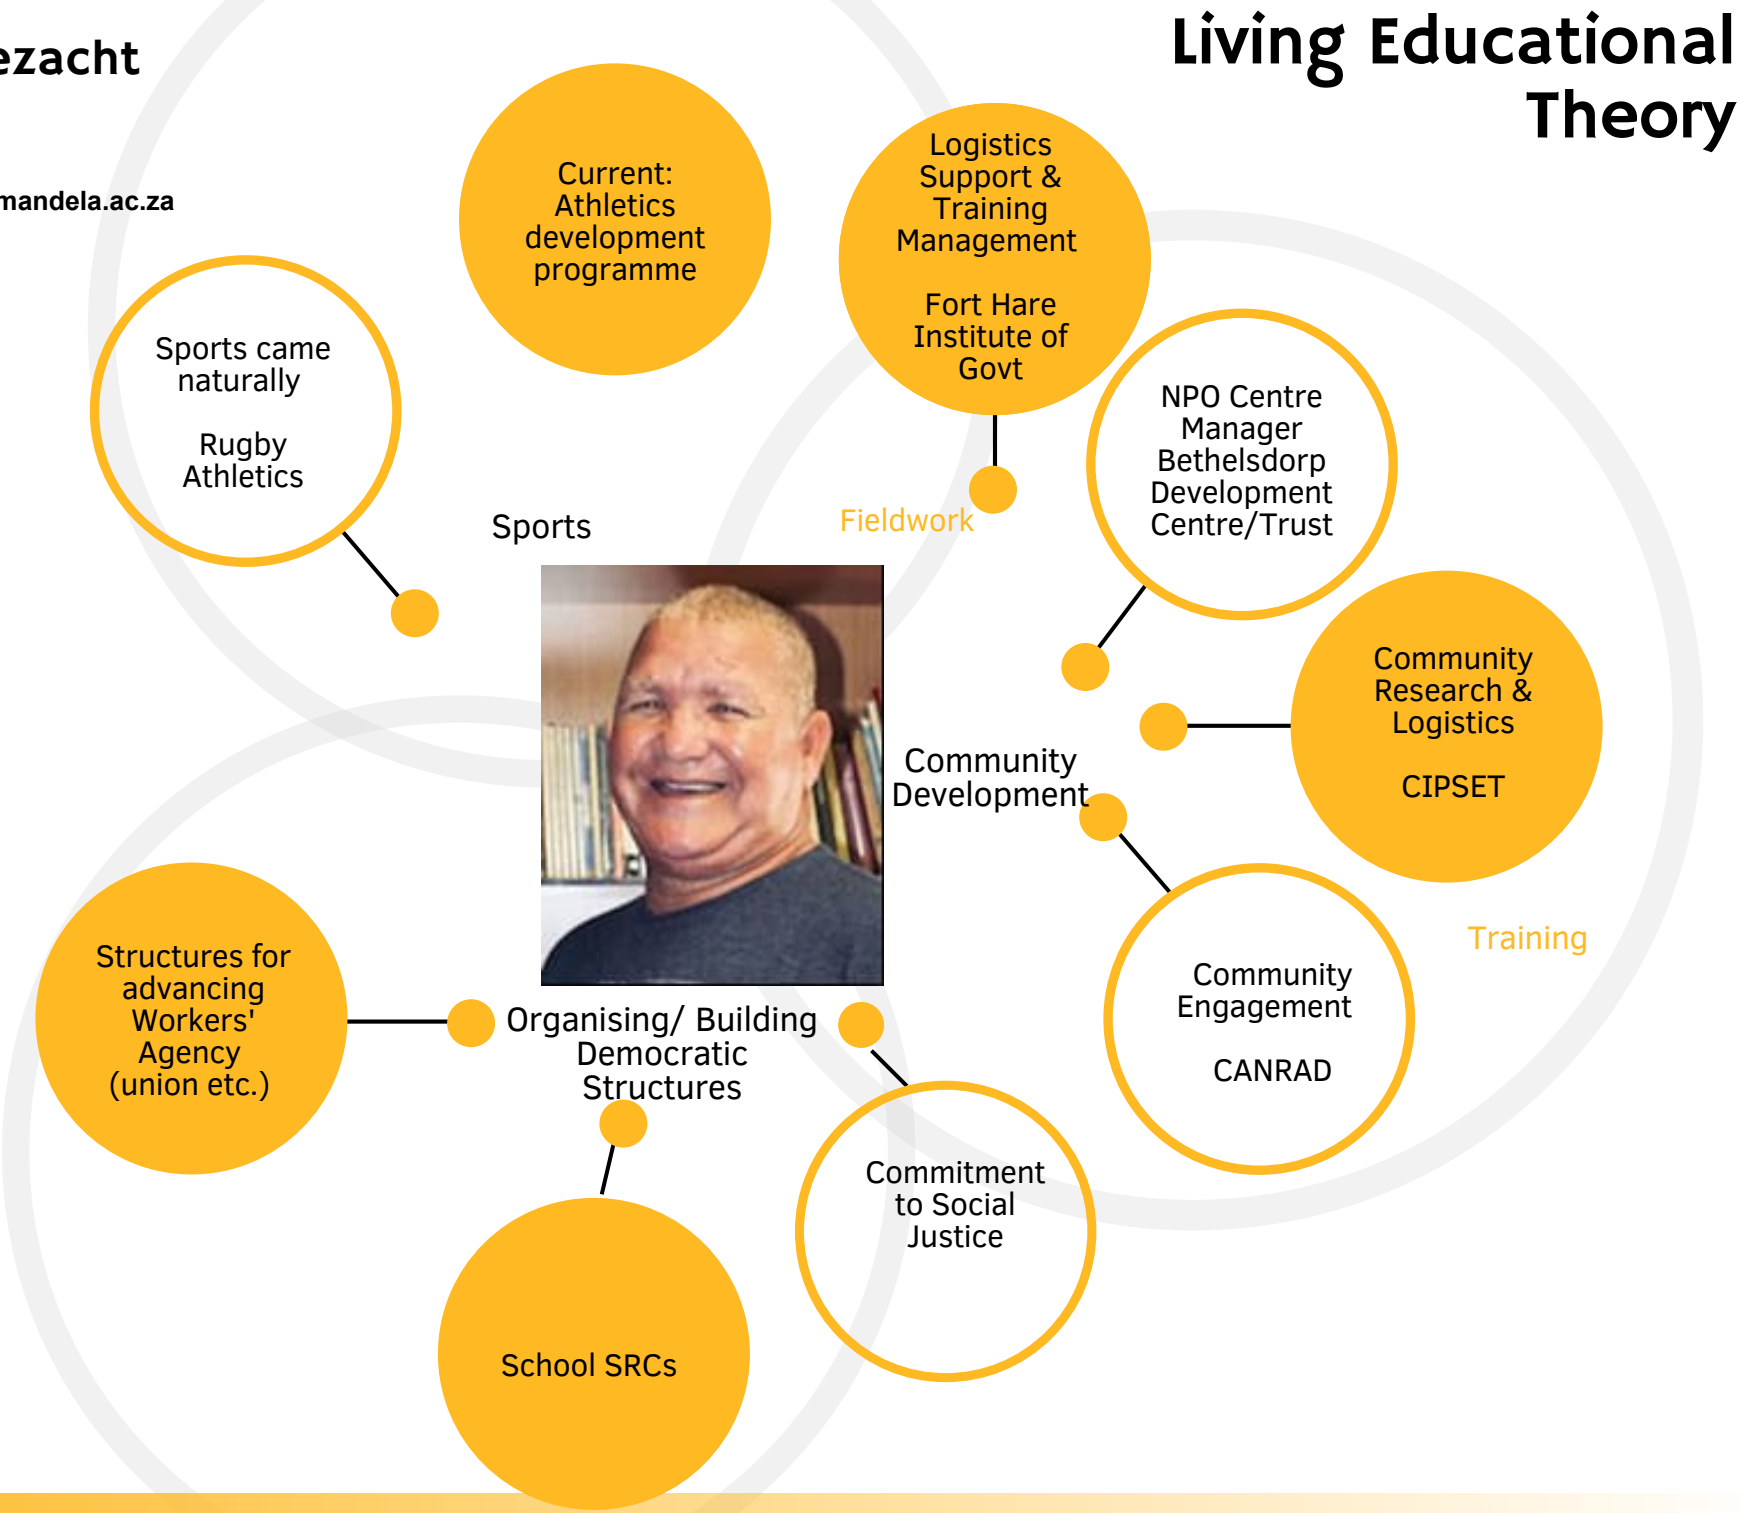 ezacht
mandela.ac.za
Living Educational
Theory
Current:
Athletics
development
programme
Logistics
Support &
Training
Management
Fort Hare
Institute of
Govt
Sports came
naturally
Rugby
Athletics
NPO Centre
Manager
Bethelsdorp
Development
Centre/Trust
Sports
Fieldwork
Community
Research &
Logistics
CIPSET
Community
Development
Training
Community
Engagement
CANRAD
Structures for
advancing
Workers'
Agency
(union etc.)
Organising/ Building
Democratic
Structures
Commitment
to Social
Justice
School SRCs